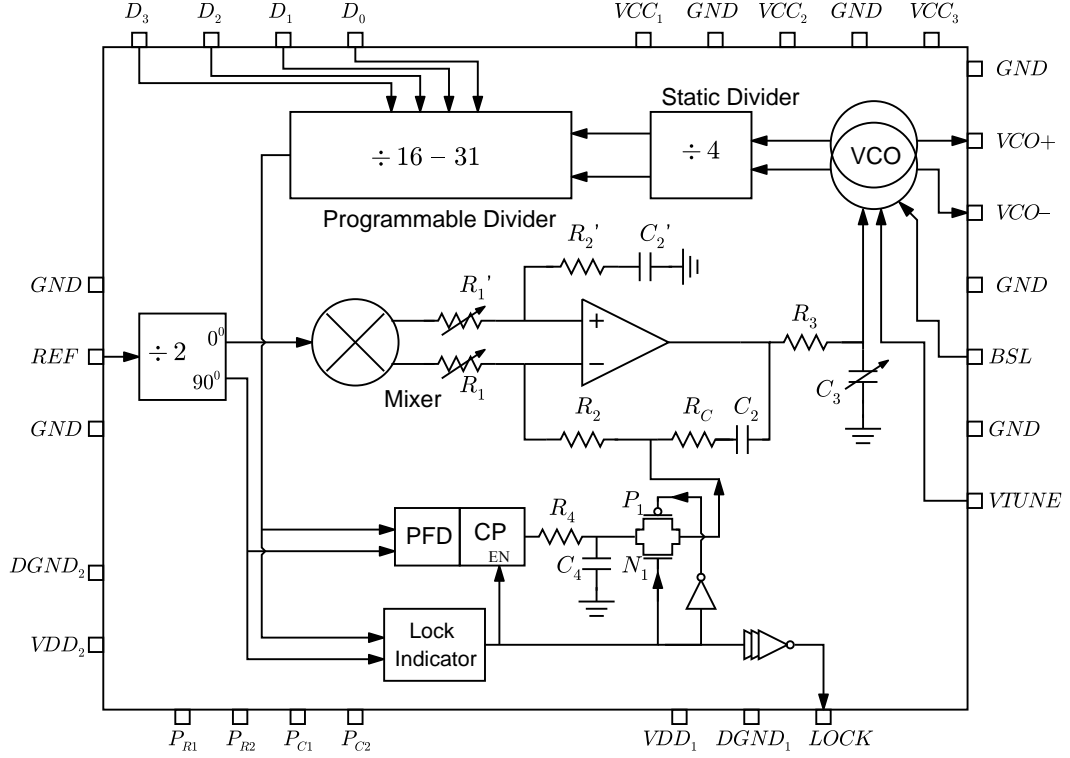 D3 D2 D1 D0 VCC1 GND VCC2 GND VCC3
GND
Static Divider
÷ 16 − 31
÷ 4
VCO
VCO+
VCO−
Programmable Divider
R2' C2'
GND
R1'
GND
+
R3
÷ 2
0⁰
REF
BSL
−
90⁰
R1
C3
Mixer
R2 RC C2
GND
GND
P1
VTUNE
R4
PFD CP
EN
C4 N1
DGND2
Lock
Indicator
VDD2
PR1 PR2 PC1 PC2 VDD1 DGND1 LOCK